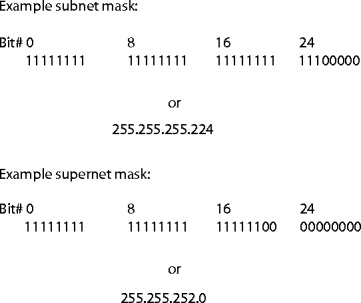 Example subnet mask:
Bit# 0 8 16 24
11111111 11111111 11111111 11100000
or
255.255.255.224
Example supernet mask:
Bit# 0 8 16 24
11111111 11111111 11111100 00000000
or
255.255.252.0